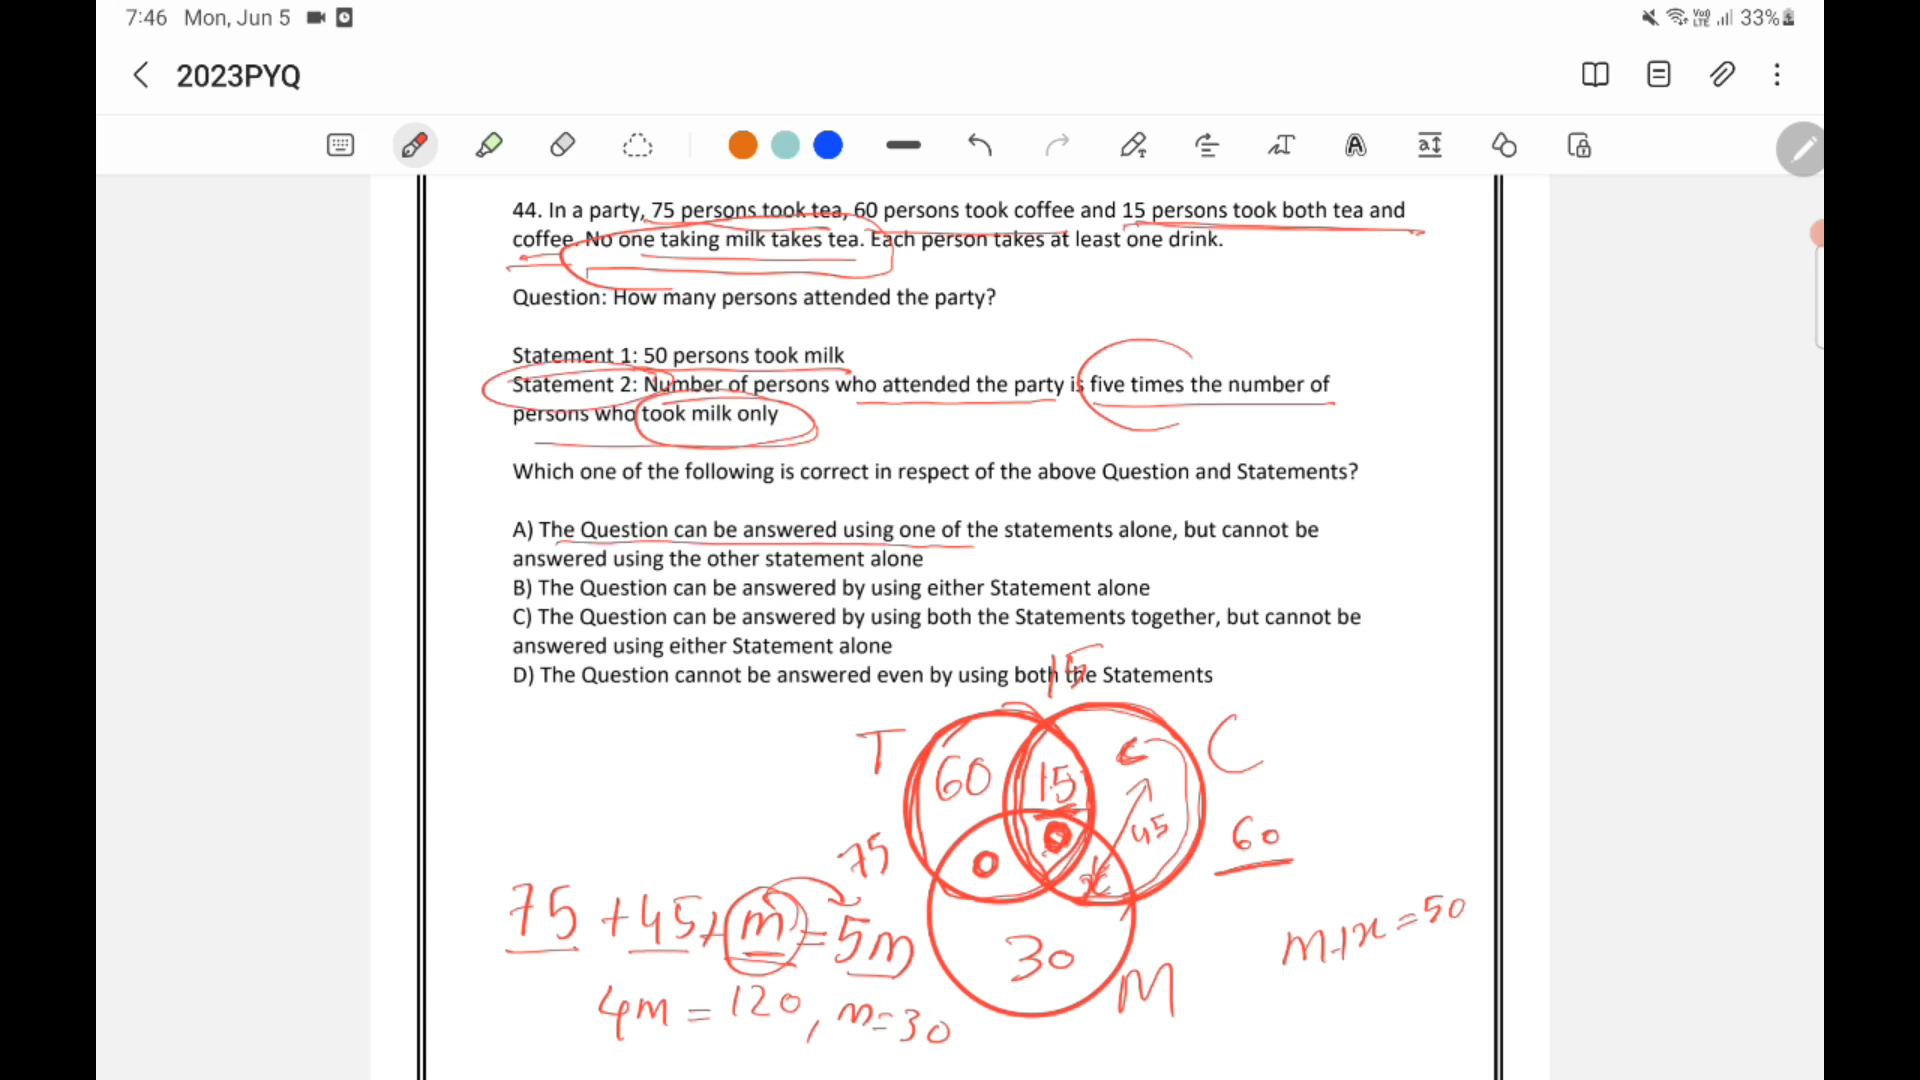 7:46 Mon, Jun 5
33%
2023PYQ
44. In a party, 75 persons took tea, 60 persons took coffee and 15 persons took both tea and
coffee. No one taking milk takes tea. Each person takes at least one drink.
Question: How many persons attended the party?
Statement 1: 50 persons took milk
Statement 2: Number of persons who attended the party is five times the number of
persons who took milk only
Which one of the following is correct in respect of the above Question and Statements?
A) The Question can be answered using one of the statements alone, but cannot be
answered using the other statement alone
B) The Question can be answered by using either Statement alone
C) The Question can be answered by using both the Statements together, but cannot be
answered using either Statement alone
D) The Question cannot be answered even by using both the Statements
15
T
C
60
15
c
45
60
75
0
0
x
75 + 45 + m = 5m
30
m + x = 50
M
4m = 120, m = 30